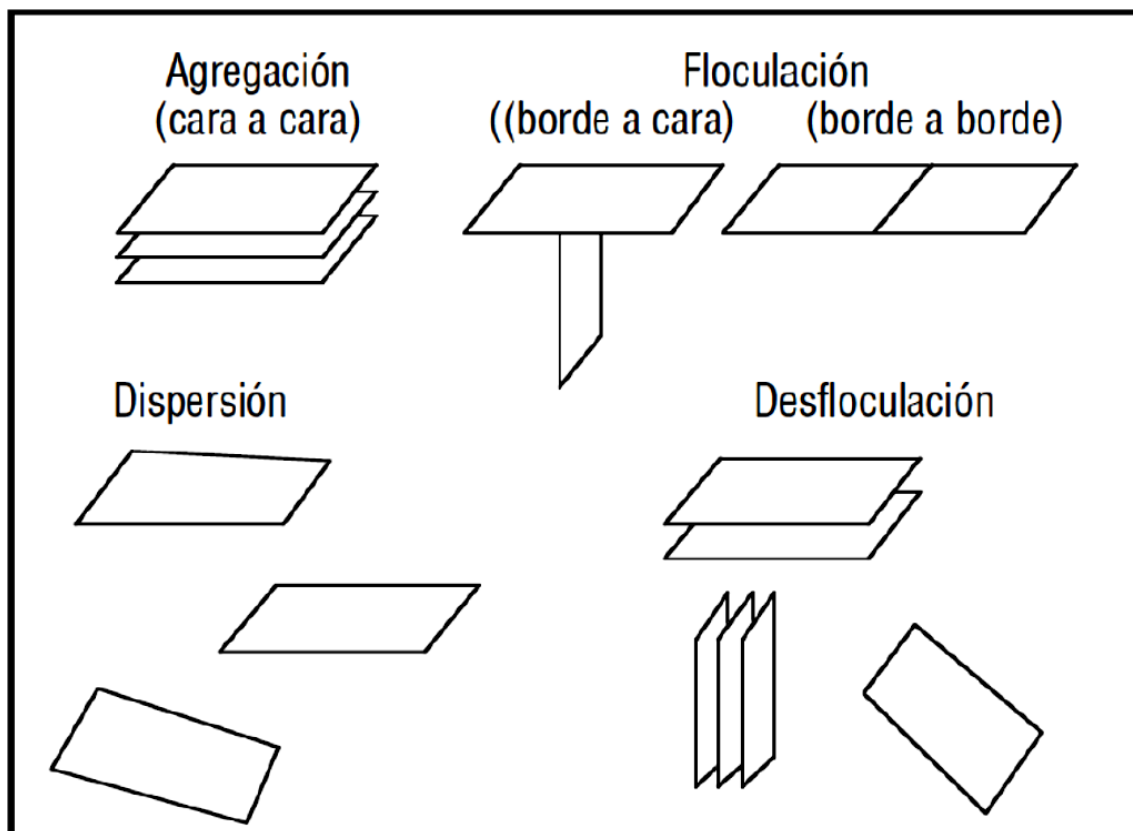 Agregación
(cara a cara)
Floculación
((borde a cara)
(borde a borde)
Dispersión
Desfloculación